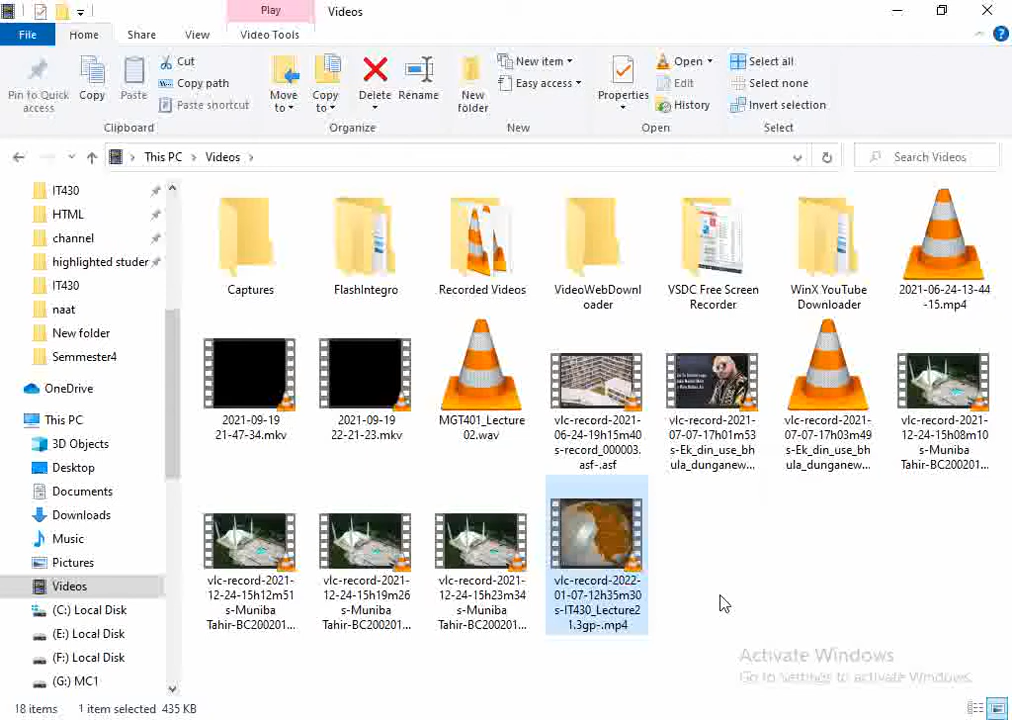 Play
Videos
File
Home
Share
View
Video Tools
Pin to Quick
access
Copy
Paste
Cut
Copy path
Paste shortcut
Clipboard
Move
to
Copy
to
Delete
Rename
Organize
New
folder
New item
Easy access
New
Properties
Open
Edit
History
Open
Select all
Select none
Invert selection
Select
This PC
Videos
Search Videos
IT430
HTML
channel
highlighted studer
IT430
naat
New folder
Semmester4
OneDrive
This PC
3D Objects
Desktop
Documents
Downloads
Music
Pictures
Videos
(C:) Local Disk
(E:) Local Disk
(F:) Local Disk
(G:) MC1
Captures
FlashIntegro
Recorded Videos
VideoWebDownl
oader
VSDC Free Screen
Recorder
WinX YouTube
Downloader
2021-06-24-13-44
-15.mp4
2021-09-19
21-47-34.mkv
2021-09-19
22-21-23.mkv
MGT401_Lecture
02.wav
vlc-record-2021-
06-24-19h15m40
s-record_000003.
asf-.asf
vlc-record-2021-
07-07-17h01m53
s-Ek_din_use_bh
ula_dunganew...
vlc-record-2021-
07-07-17h03m49
s-Ek_din_use_bh
ula_dunganew...
vlc-record-2021-
12-24-15h08m10
s-Muniba
Tahir-BC200201...
vlc-record-2021-
12-24-15h12m51
s-Muniba
Tahir-BC200201...
vlc-record-2021-
12-24-15h19m26
s-Muniba
Tahir-BC200201...
vlc-record-2021-
12-24-15h23m34
s-Muniba
Tahir-BC200201...
vlc-record-2022-
01-07-12h35m30
s-IT430_Lecture2
1.3gp-.mp4
Activate Windows
Go to Settings to activate Windows.
18 items
1 item selected 435 KB